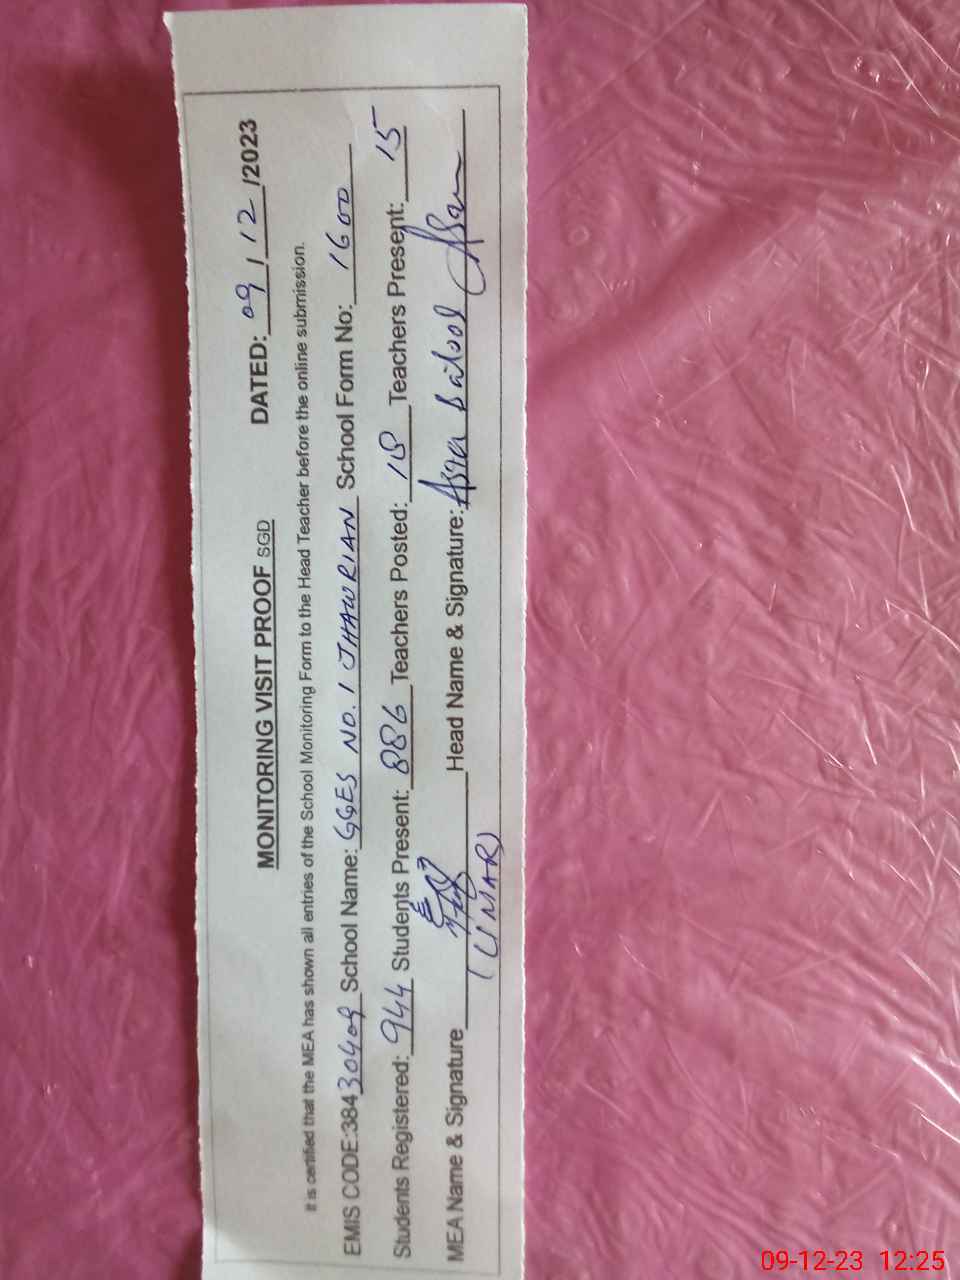 MONITORING VISIT PROOF SGD DATED: 09/12/2023
It is certified that the MEA has shown all entries of the School Monitoring Form to the Head Teacher before the online submission.
EMIS CODE:38430409 School Name: GGES NO. 1 JHAWRIAN School Form No: 1600
Students Registered: 944 Students Present: 886 Teachers Posted: 18 Teachers Present: 15
MEA Name & Signature Head Name & Signature: Batool
(UMAR)
09-12-23 12:25